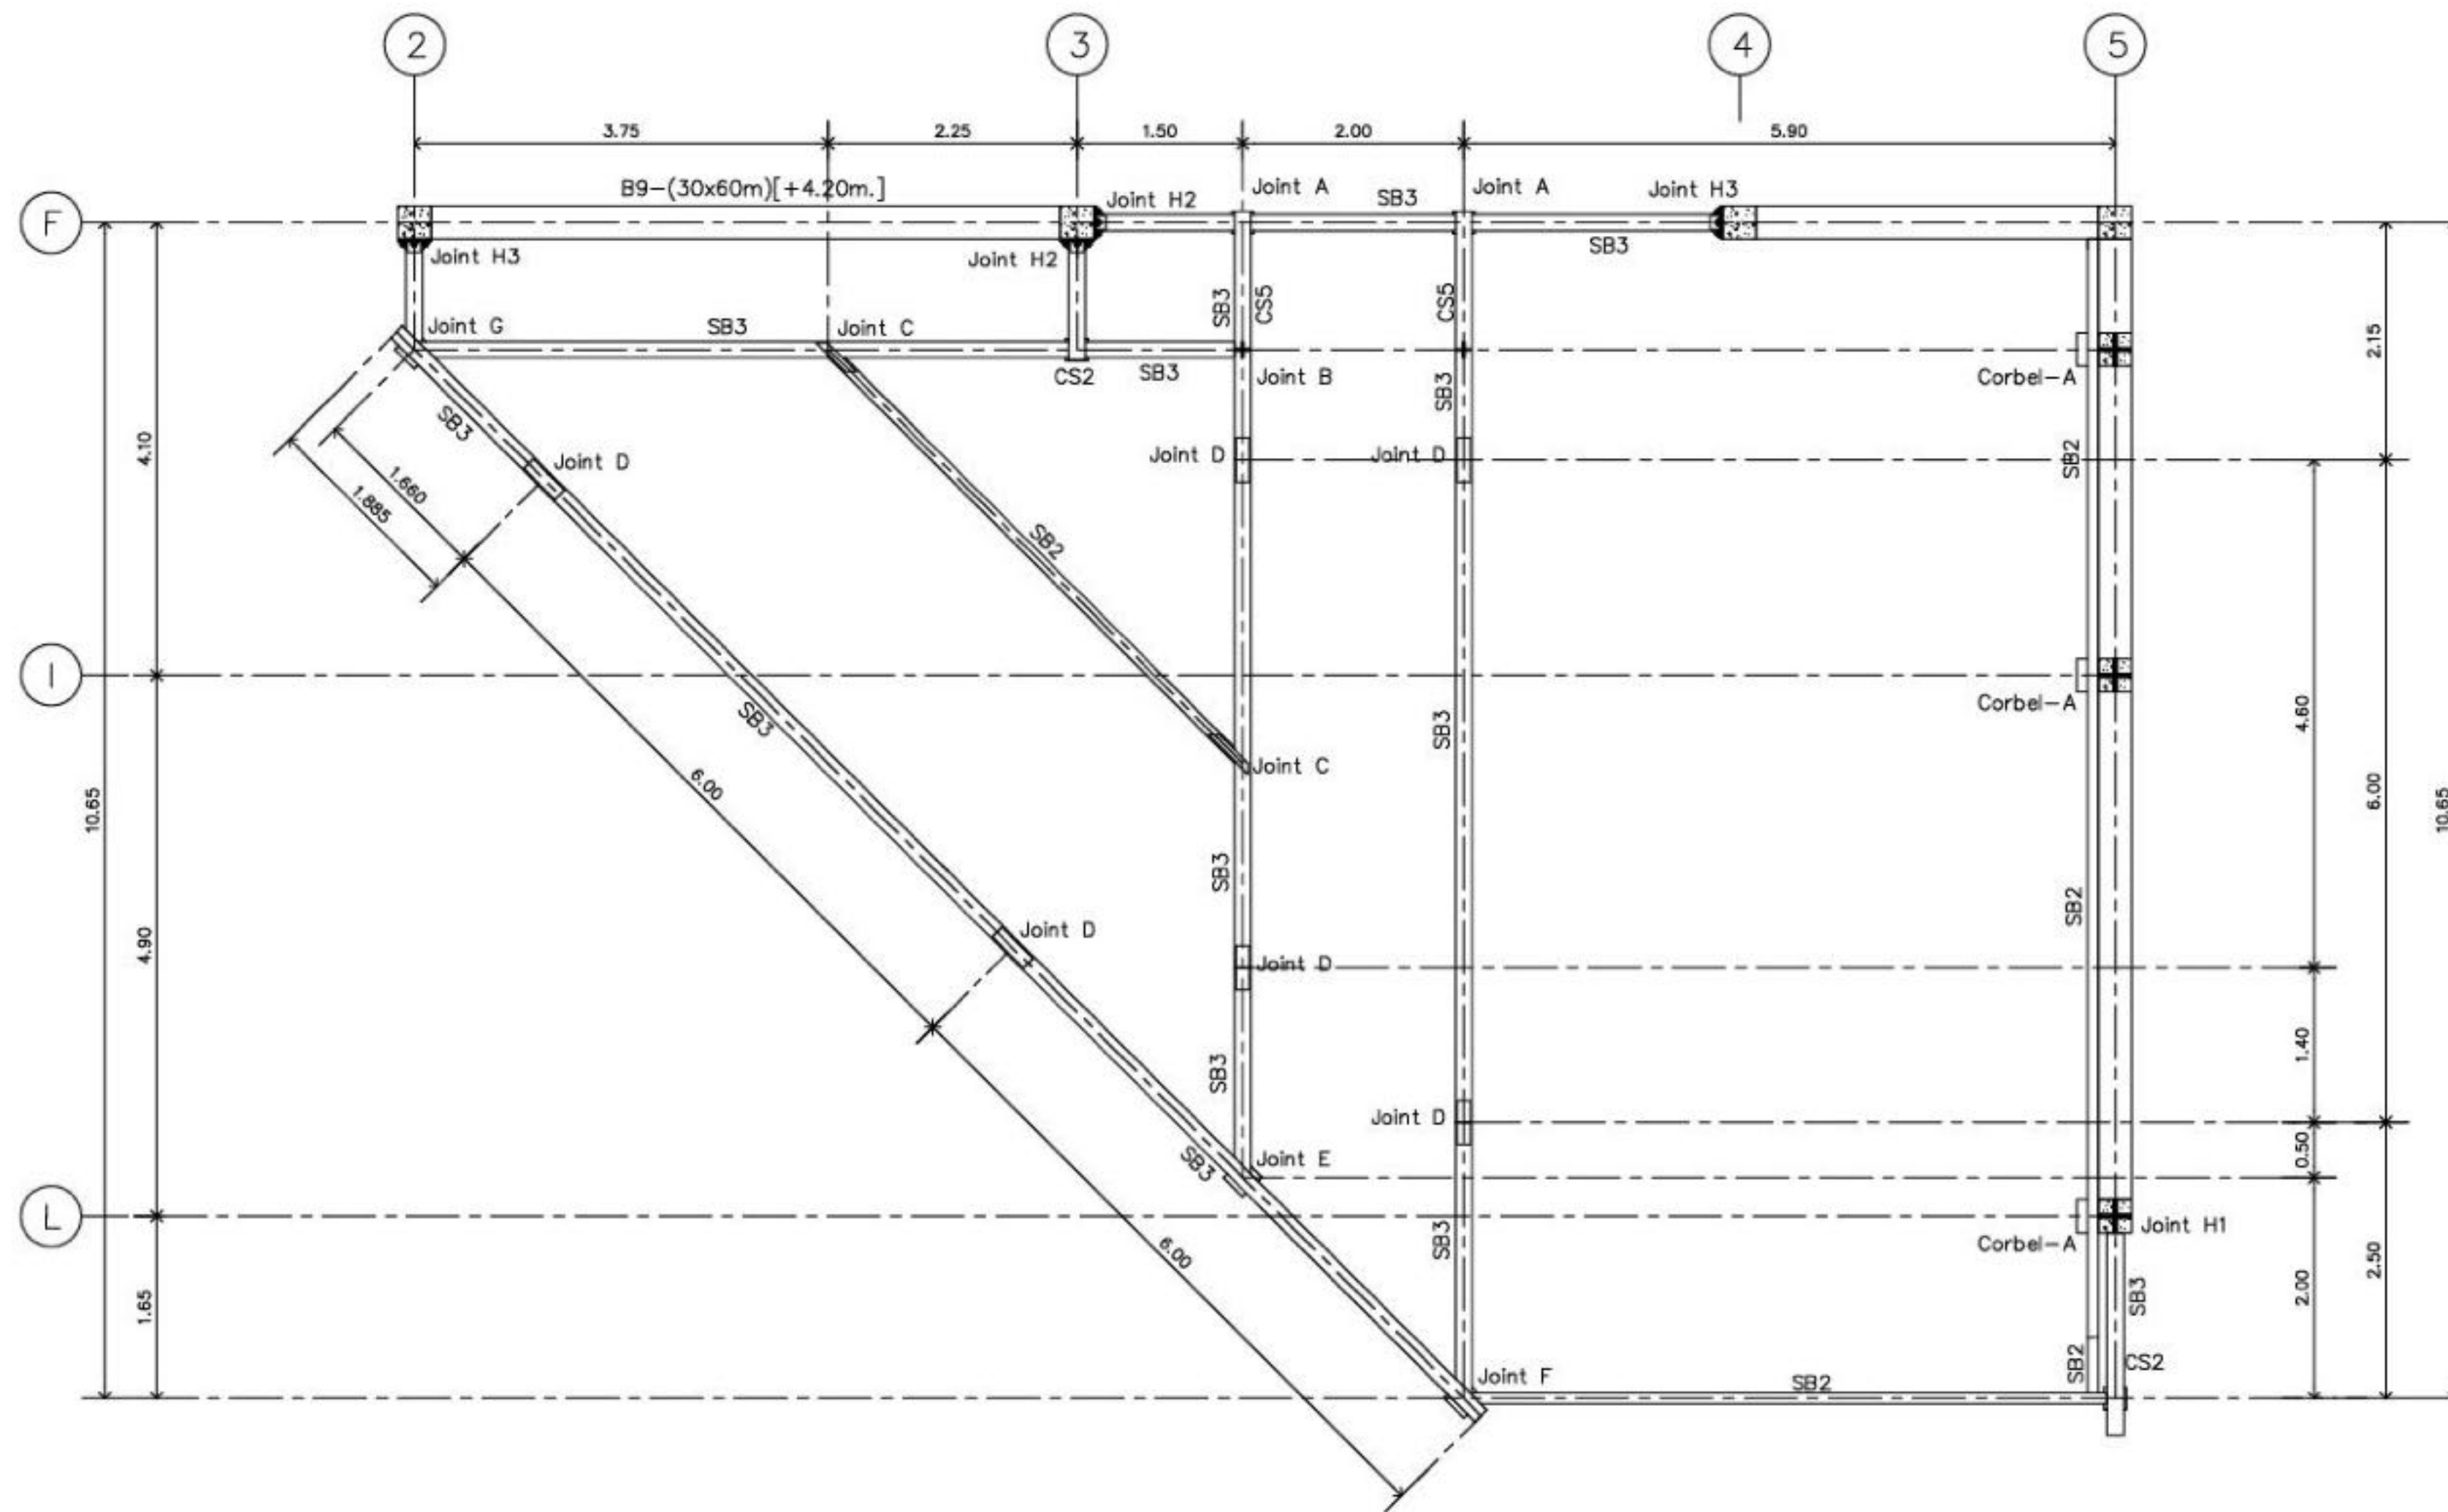 2
3
4
5
3.75
2.25
1.50
2.00
5.90
B9-(30x60m)[+4.20m.]
Joint H2
Joint A
SB3
Joint A
Joint H3
F
SB3
Joint H3
Joint H2
SB3
CS5
CS5
2.15
Joint G
SB3
Joint C
CS2
SB3
Joint B
SB3
Corbel-A
SB3
4.10
Joint D
Joint D
Joint D
SB2
1.660
1.885
SB2
I
Corbel-A
SB3
SB3
4.60
Joint C
6.00
6.00
10.65
10.65
SB3
SB2
Joint D
4.90
Joint D
1.40
SB3
Joint D
0.50
Joint E
SB3
L
Joint H1
Corbel-A
SB3
6.00
2.50
2.00
SB3
1.65
SB2
CS2
Joint F
SB2